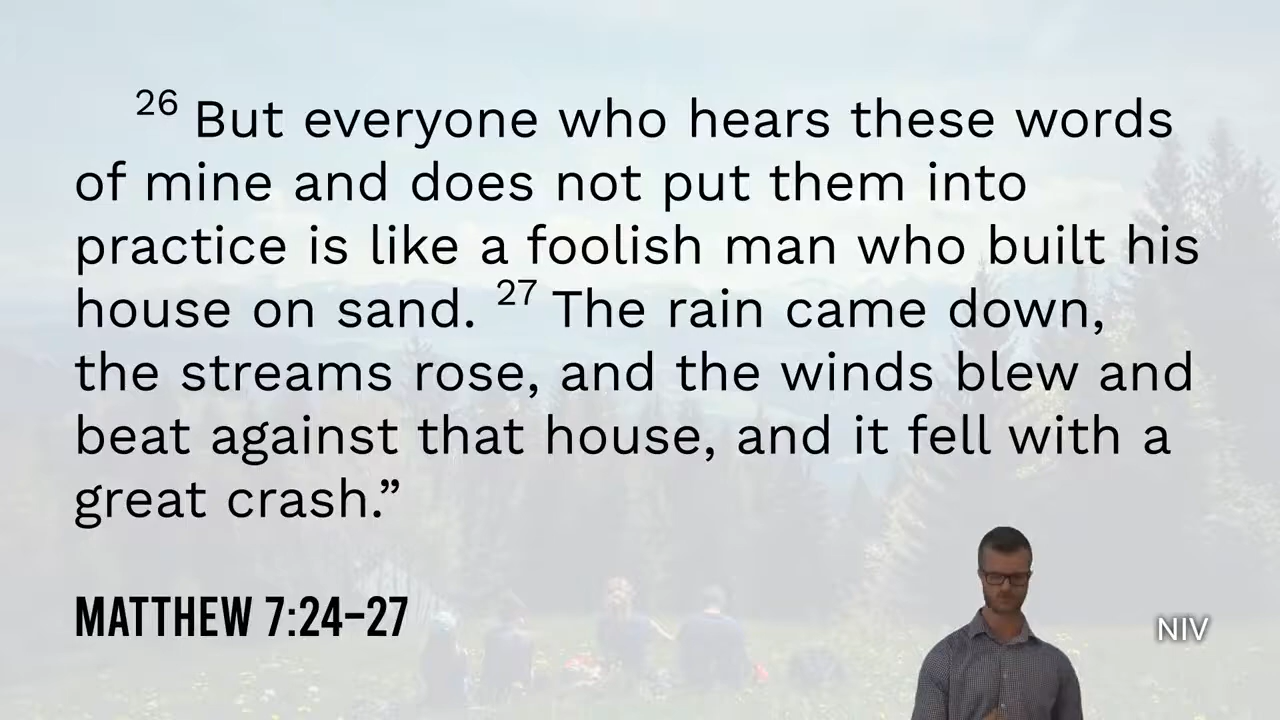 26 But everyone who hears these words
of mine and does not put them into
practice is like a foolish man who built his
house on sand. 27 The rain came down,
the streams rose, and the winds blew and
beat against that house, and it fell with a
great crash.”
MATTHEW 7:24–27
NIV